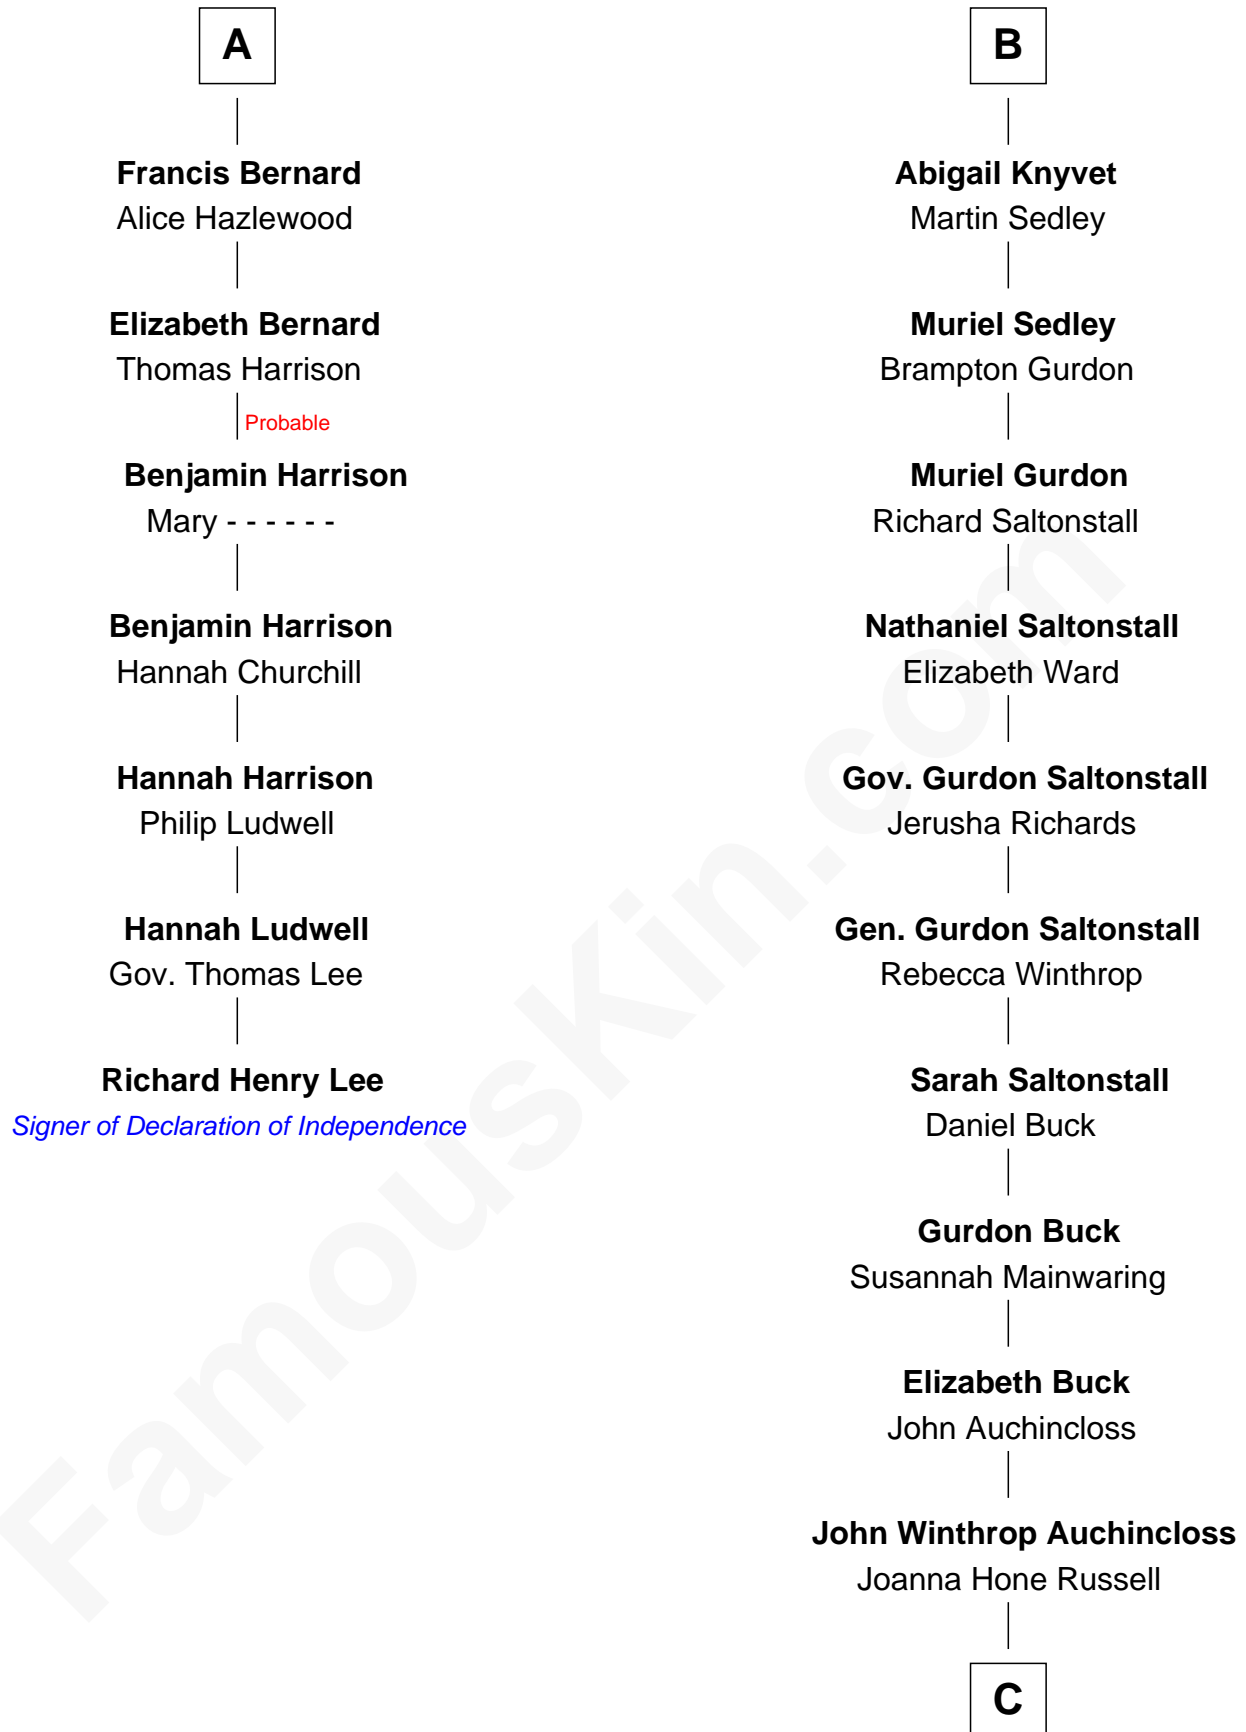 A
Francis Bernard
Alice Hazlewood
Elizabeth Bernard
Thomas Harrison
Probable
Benjamin Harrison
Mary - - - - - -
Benjamin Harrison
Hannah Churchill
Hannah Harrison
Philip Ludwell
Hannah Ludwell
Gov. Thomas Lee
Richard Henry Lee
Signer of Declaration of Independence
B
Abigail Knyvet
Martin Sedley
Muriel Sedley
Brampton Gurdon
Muriel Gurdon
Richard Saltonstall
Nathaniel Saltonstall
Elizabeth Ward
Gov. Gurdon Saltonstall
Jerusha Richards
Gen. Gurdon Saltonstall
Rebecca Winthrop
Sarah Saltonstall
Daniel Buck
Gurdon Buck
Susannah Mainwaring
Elizabeth Buck
John Auchincloss
John Winthrop Auchincloss
Joanna Hone Russell
C
FamousKin.com